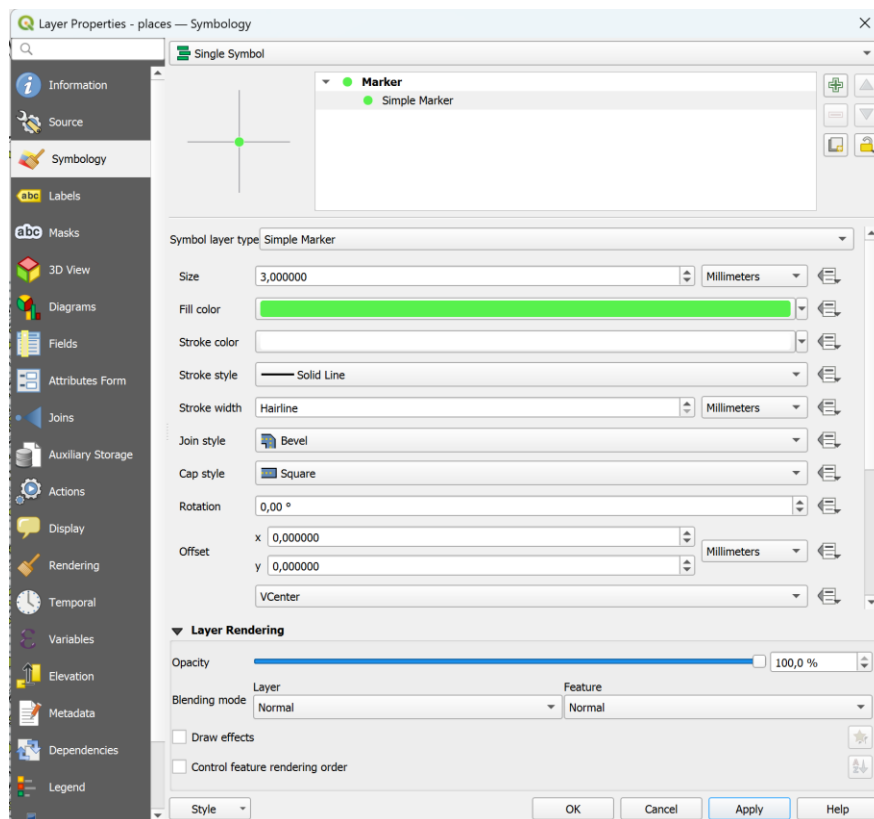 Layer Properties - places — Symbology
Single Symbol
Information
Source
Symbology
abc Labels
abc Masks
3D View
Diagrams
Fields
Attributes Form
Joins
Auxiliary Storage
Actions
Display
Rendering
Temporal
Variables
Elevation
Metadata
Dependencies
Legend
Marker
Simple Marker
Symbol layer type Simple Marker
Size 3,000000 Millimeters
Fill color
Stroke color
Stroke style Solid Line
Stroke width Hairline Millimeters
Join style Bevel
Cap style Square
Rotation 0,00 °
Offset x 0,000000 Millimeters
y 0,000000
VCenter
Layer Rendering
Opacity 100,0 %
Layer Feature
Blending mode Normal Normal
Draw effects
Control feature rendering order
Style OK Cancel Apply Help